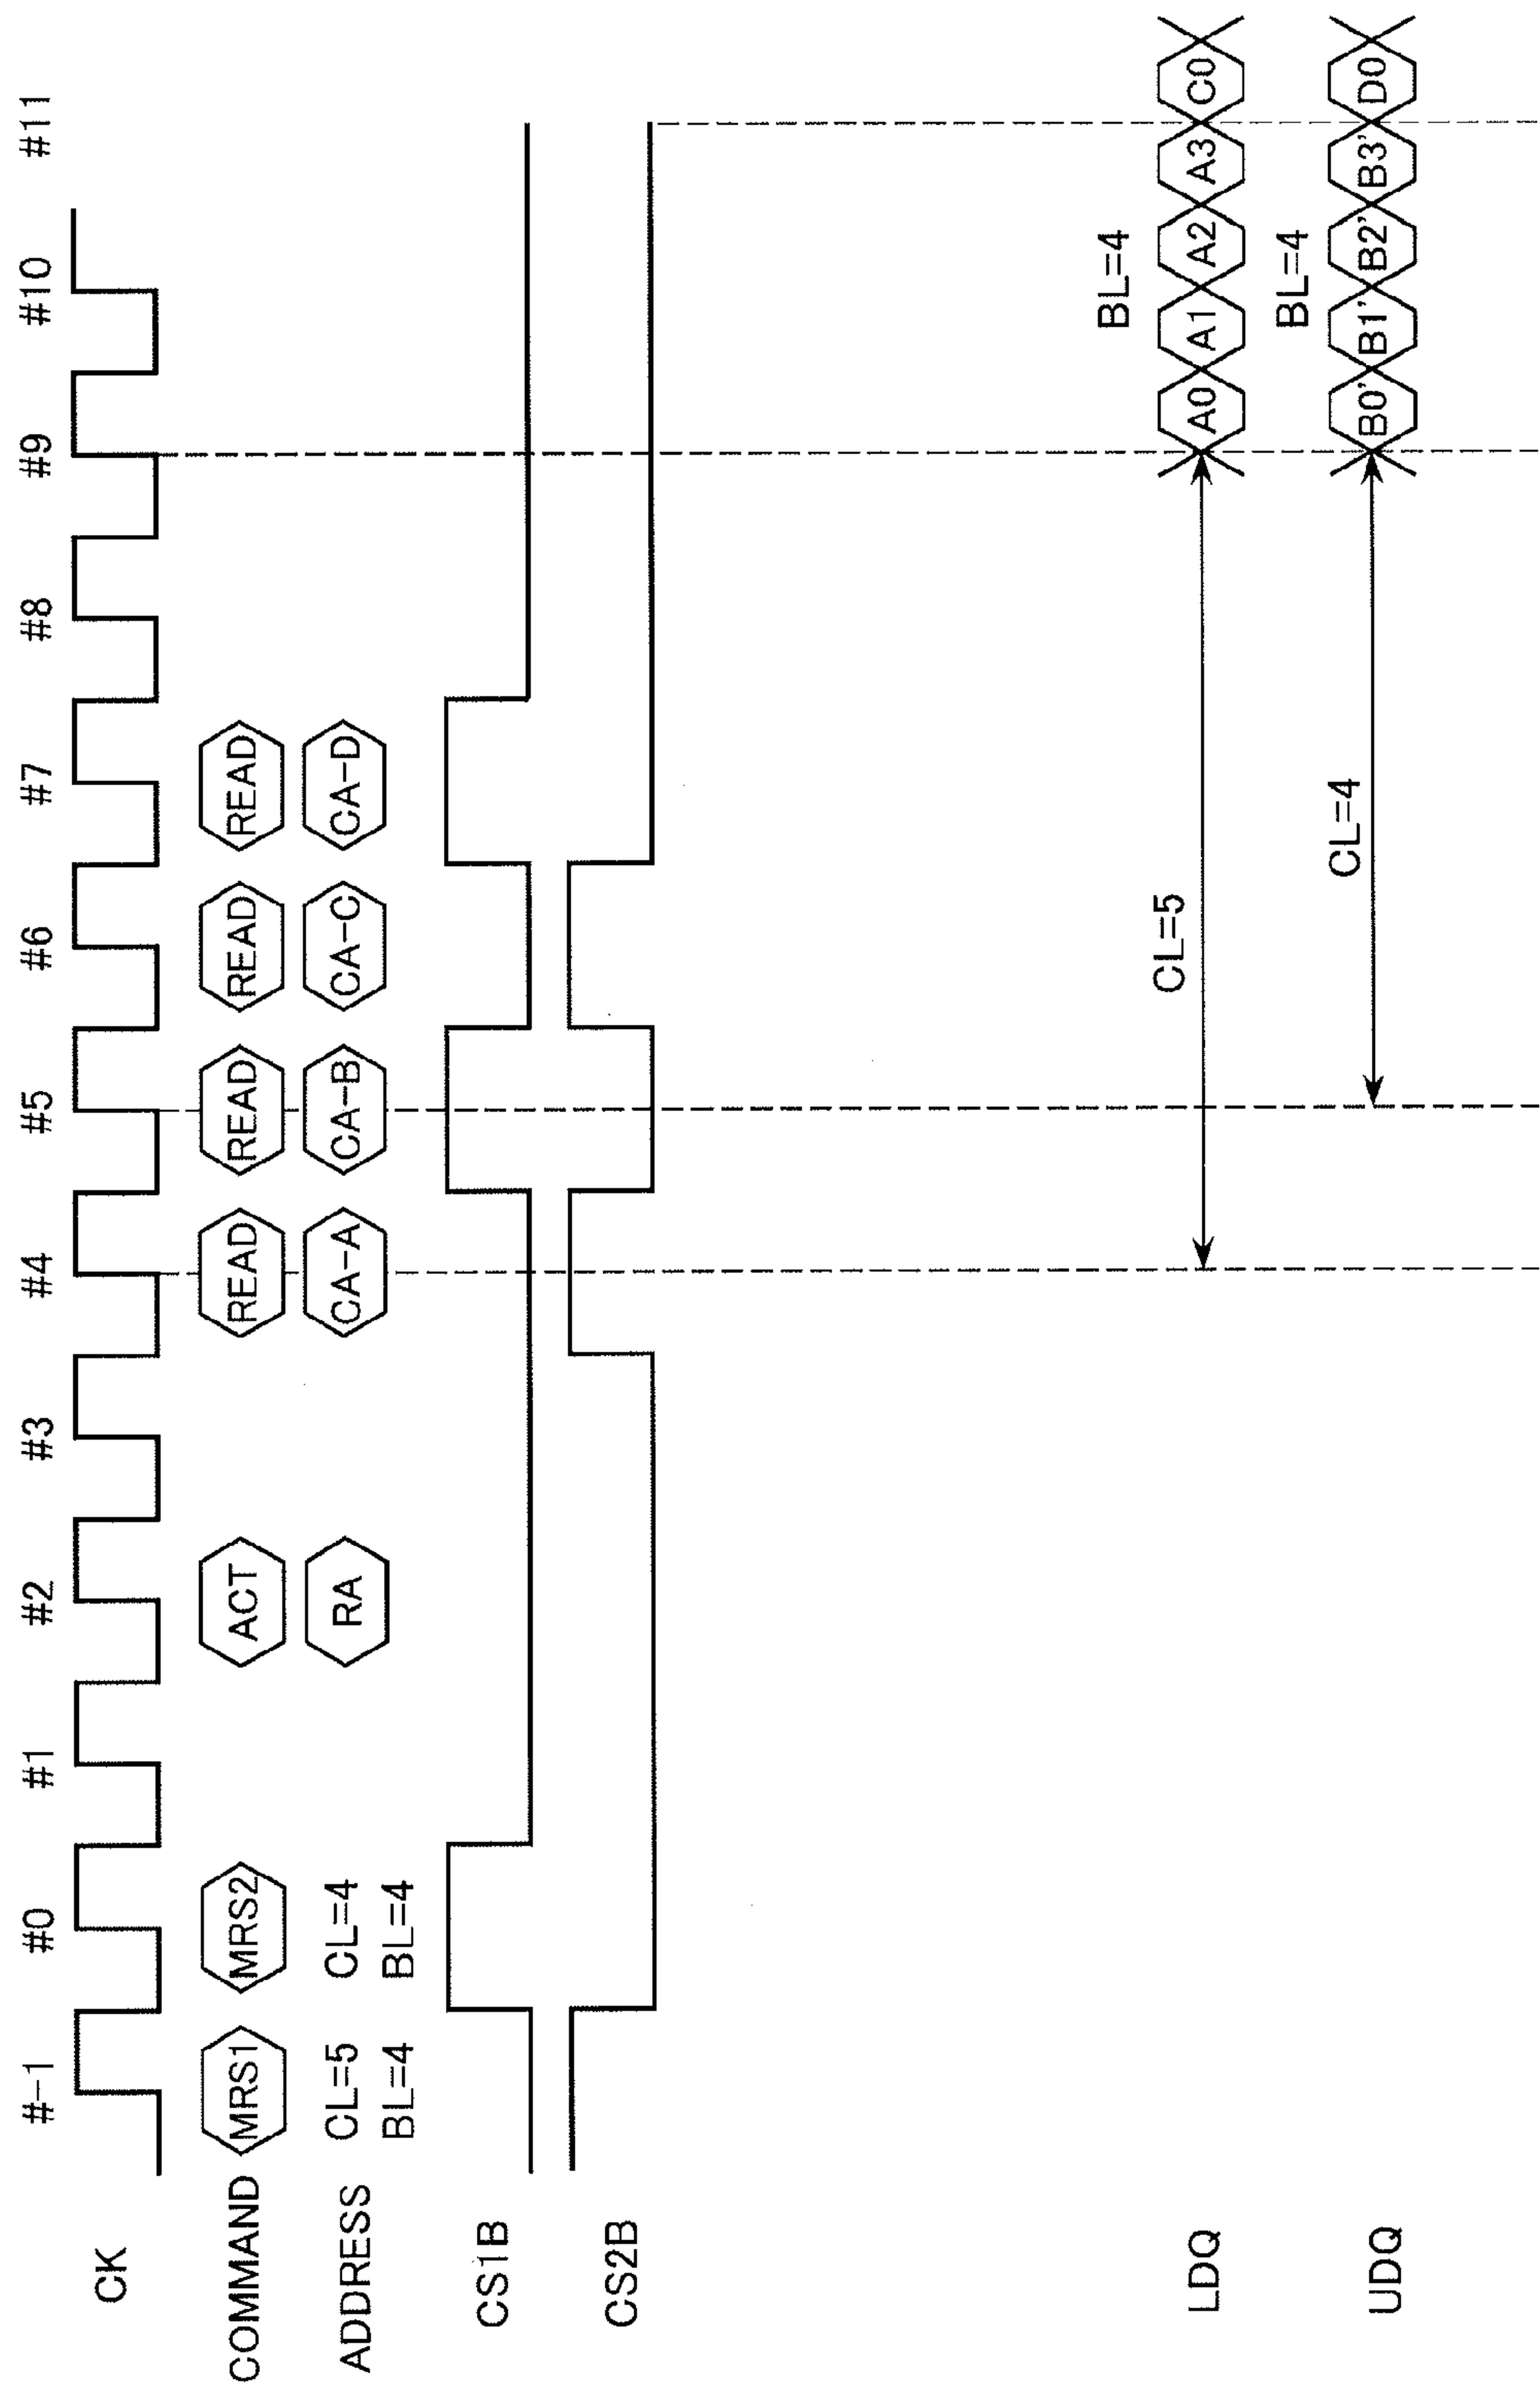 #-1 #0 #1 #2 #3 #4 #5 #6 #7 #8 #9 #10 #11
CK
COMMAND MRS1 MRS2 ACT READ READ READ READ
ADDRESS CL=5 CL=4 RA CA-A CA-B CA-C CA-D
BL=4 BL=4
CS1B
CS2B
BL=4
CL=5
LDQ A0 A1 A2 A3 C0
BL=4
CL=4
UDQ B0' B1' B2' B3' D0